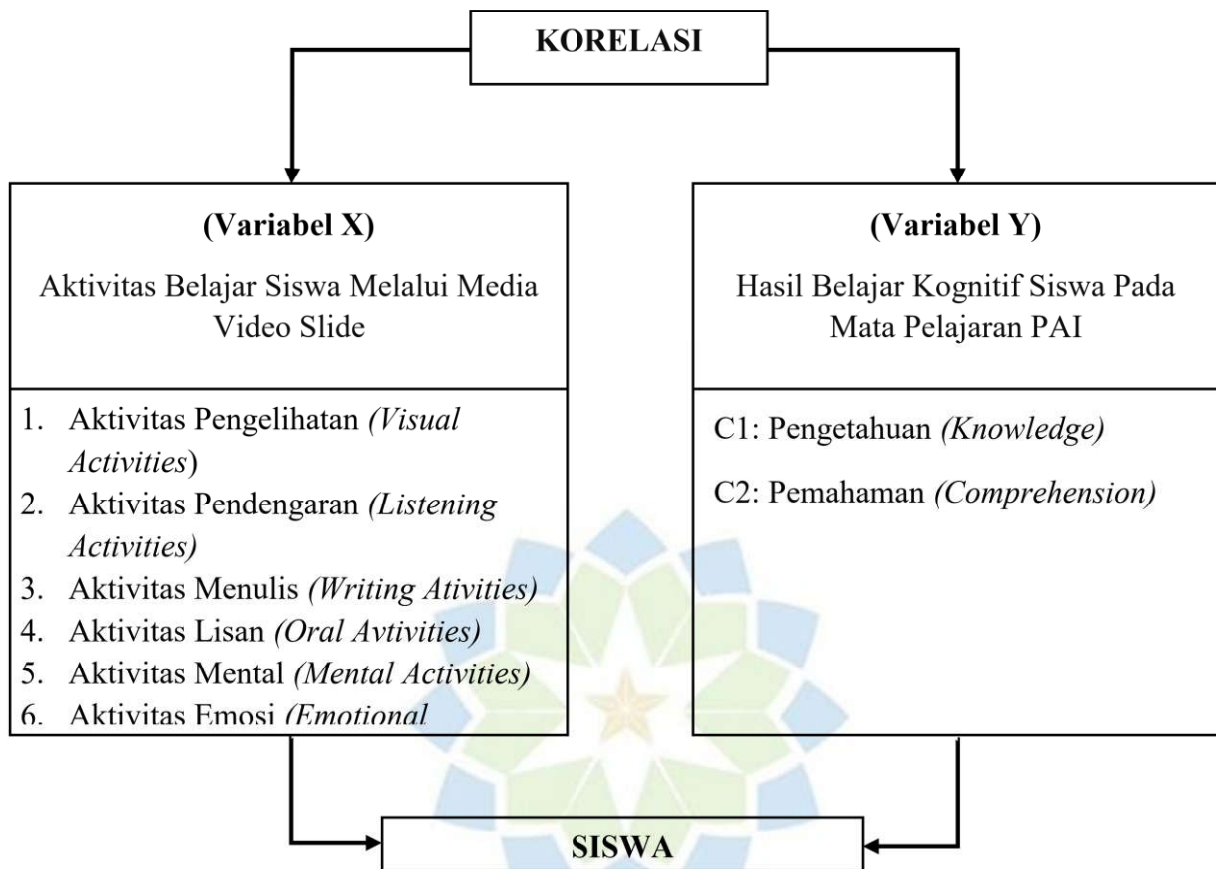 KORELASI
(Variabel X)
Aktivitas Belajar Siswa Melalui Media
Video Slide
1. Aktivitas Pengelihatan (Visual
Activities)
2. Aktivitas Pendengaran (Listening
Activities)
3. Aktivitas Menulis (Writing Ativities)
4. Aktivitas Lisan (Oral Avtivities)
5. Aktivitas Mental (Mental Activities)
6. Aktivitas Emosi (Emotional
(Variabel Y)
Hasil Belajar Kognitif Siswa Pada
Mata Pelajaran PAI
C1: Pengetahuan (Knowledge)
C2: Pemahaman (Comprehension)
SISWA